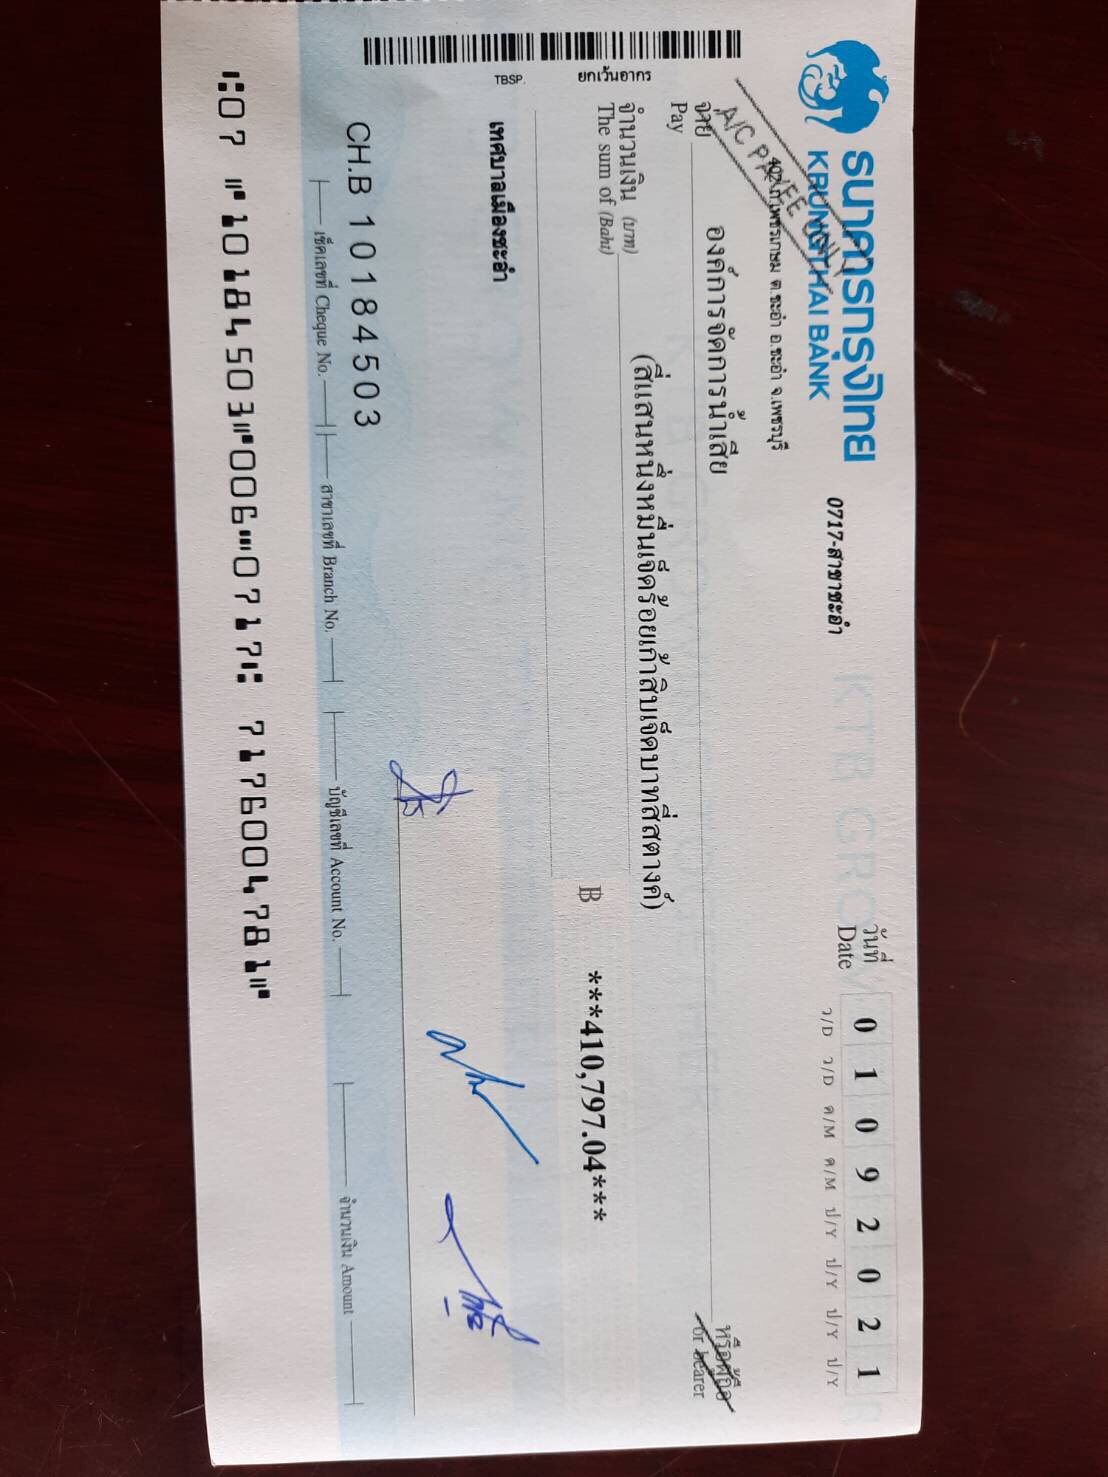 ธนาคารกรุงไทย
KRUNGTHAI BANK
0717-สาขาชะอำ
วันที่ 0 1 0 9 2 0 2 1
Date ว/D ว/D ด/M ด/M ป/Y ป/Y ป/Y ป/Y
402 ถ.เพชรเกษม ต.ชะอำ อ.ชะอำ จ.เพชรบุรี
A/C PAYEE ONLY
จ่าย องค์การจัดการน้ำเสีย หรือผู้ถือ
Pay or bearer
จำนวนเงิน (บาท) (สี่แสนหนึ่งหมื่นเจ็ดร้อยเก้าสิบเจ็ดบาทสี่สตางค์)
The sum of (Baht)
฿ ***410,797.04***
ยกเว้นอากร
TBSP.
เทศบาลเมืองชะอำ
CH.B 10184503
เช็คเลขที่ Cheque No. สาขาเลขที่ Branch No. บัญชีเลขที่ Account No. จำนวนเงิน Amount
⑆07 ⑈10184503⑈006⑉0717⑆ 7176004781⑈
KTB GROWING TOGETHER